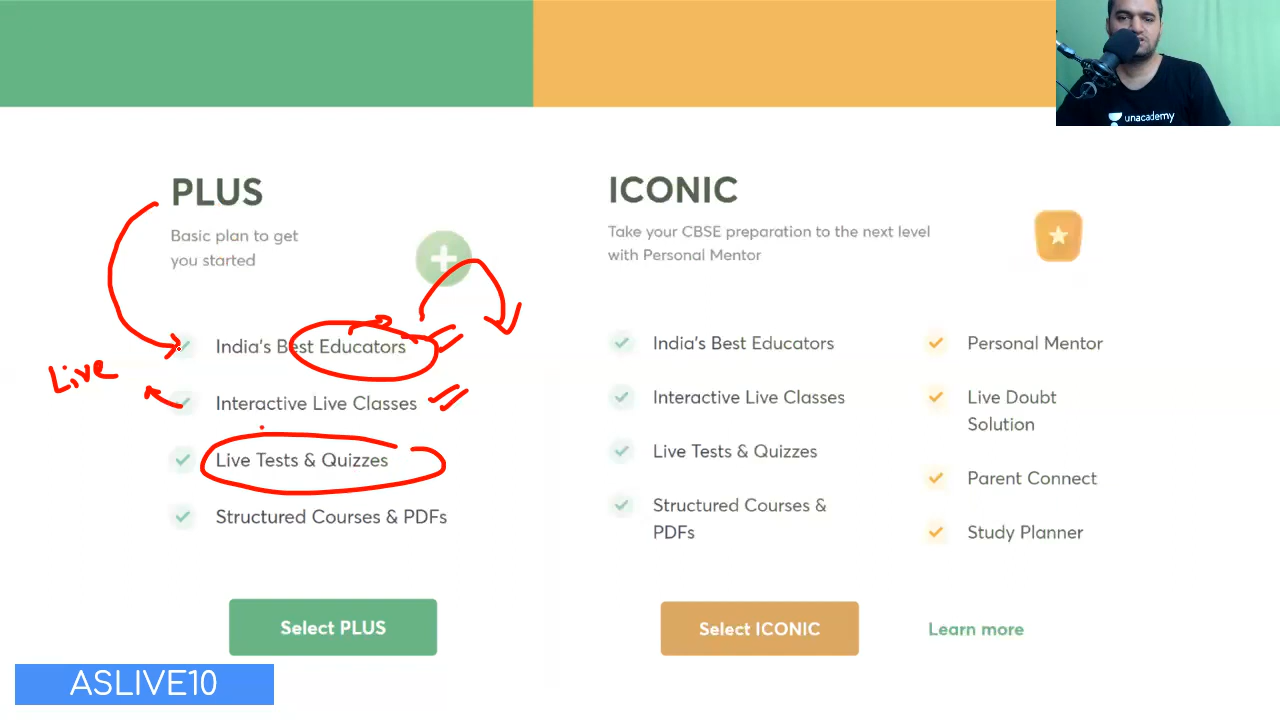 unacademy
PLUS
Basic plan to get
you started
India's Best Educators
Live
Interactive Live Classes
Live Tests & Quizzes
Structured Courses & PDFs
Select PLUS
ICONIC
Take your CBSE preparation to the next level
with Personal Mentor
India's Best Educators
Interactive Live Classes
Live Tests & Quizzes
Structured Courses &
PDFs
Personal Mentor
Live Doubt
Solution
Parent Connect
Study Planner
Select ICONIC
Learn more
ASLIVE10